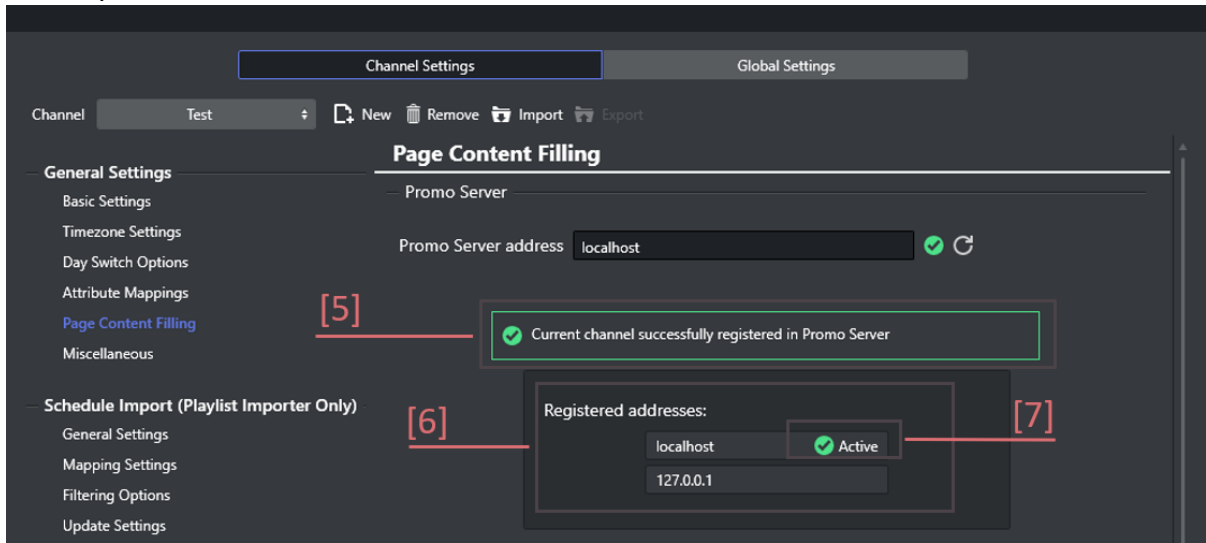 Channel Settings Global Settings
Channel Test New Remove Import Export
Page Content Filling
General Settings
Promo Server
Basic Settings
Timezone Settings
Promo Server address localhost
Day Switch Options
Attribute Mappings
[5]
Page Content Filling
Current channel successfully registered in Promo Server
Miscellaneous
Schedule Import (Playlist Importer Only)
[6]
Registered addresses:
[7]
General Settings
localhost Active
Mapping Settings
127.0.0.1
Filtering Options
Update Settings